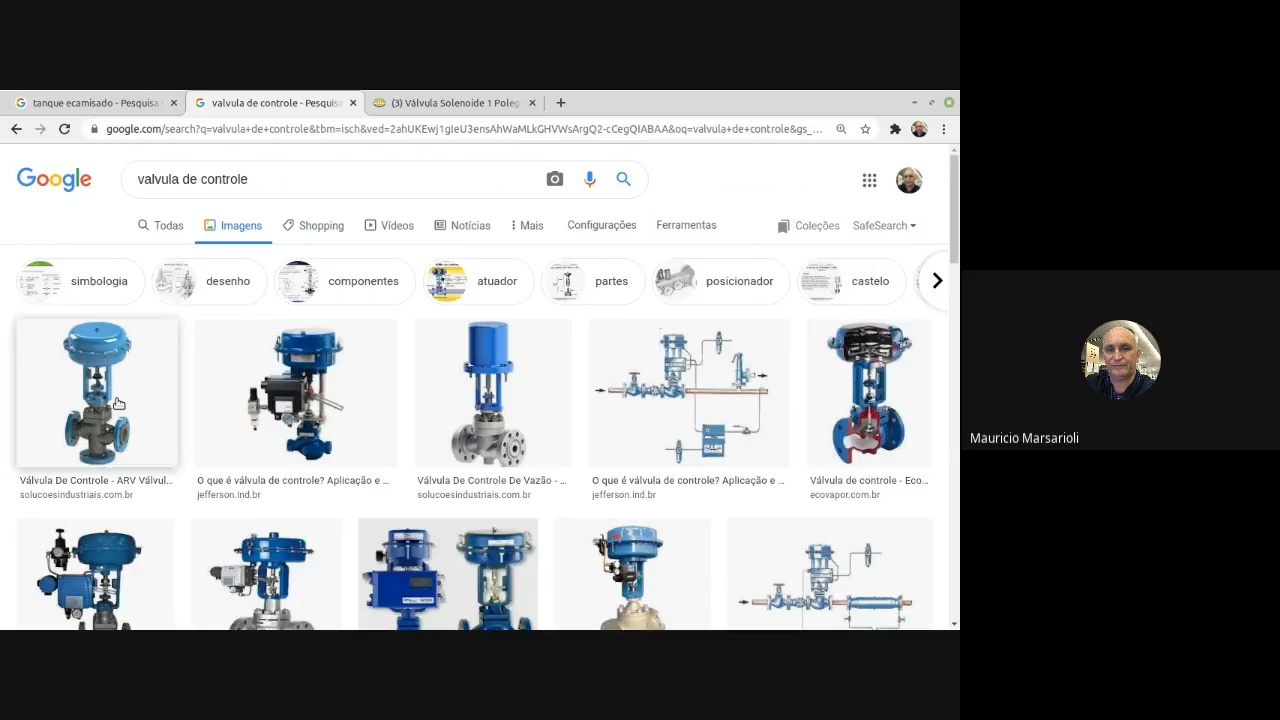 tanque ecamisado - Pesquisa
valvula de controle - Pesquisa
(3) Válvula Solenoide 1 Poleg
google.com/search?q=valvula+de+controle&tbm=isch&ved=2ahUKEwj1gIeU3ensAhWaMLkGHVWsArgQ2-cCegQIABAA&oq=valvula+de+controle&gs_...
Google
valvula de controle
Todas
Imagens
Shopping
Vídeos
Notícias
Mais
Configurações
Ferramentas
Coleções
SafeSearch
simbologia
desenho
componentes
atuador
partes
posicionador
castelo
Válvula De Controle - ARV Válvul...
solucoesindustriais.com.br
O que é válvula de controle? Aplicação e ...
jefferson.ind.br
Válvula De Controle De Vazão - ...
solucoesindustriais.com.br
O que é válvula de controle? Aplicação e ...
jefferson.ind.br
Válvula de controle - Eco...
ecovapor.com.br
Mauricio Marsarioli